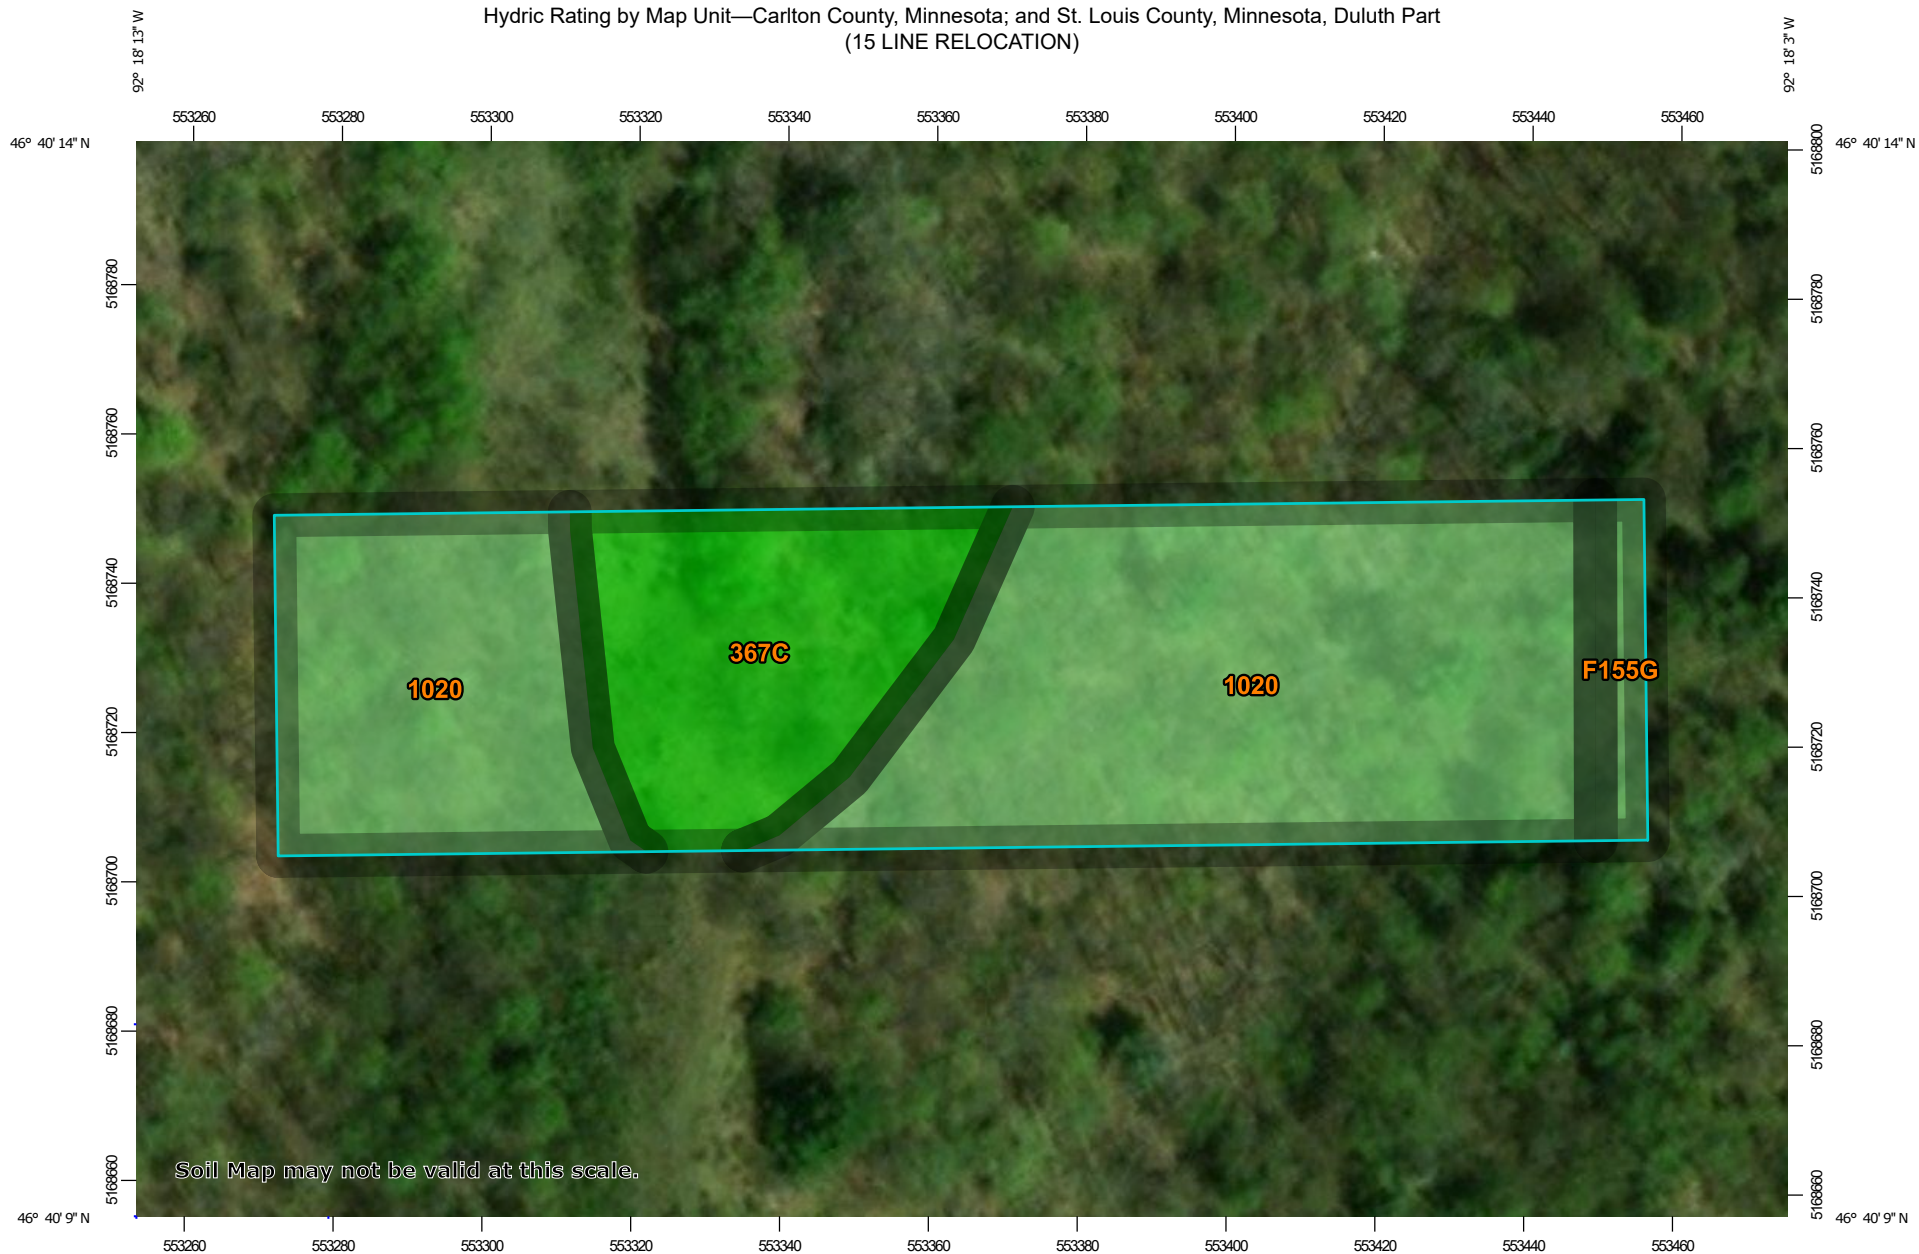 Hydric Rating by Map Unit—Carlton County, Minnesota; and St. Louis County, Minnesota, Duluth Part
(15 LINE RELOCATION)
92° 18' 13" W
92° 18' 3" W
553260 553280 553300 553320 553340 553360 553380 553400 553420 553440 553460
46° 40' 14" N
46° 40' 14" N
5168800
5168780
5168780
5168760
5168760
5168740
5168740
367C
F155G
1020
1020
5168720
5168720
5168700
5168700
5168680
5168680
5168660
5168660
Soil Map may not be valid at this scale.
46° 40' 9" N
46° 40' 9" N
553260 553280 553300 553320 553340 553360 553380 553400 553420 553440 553460